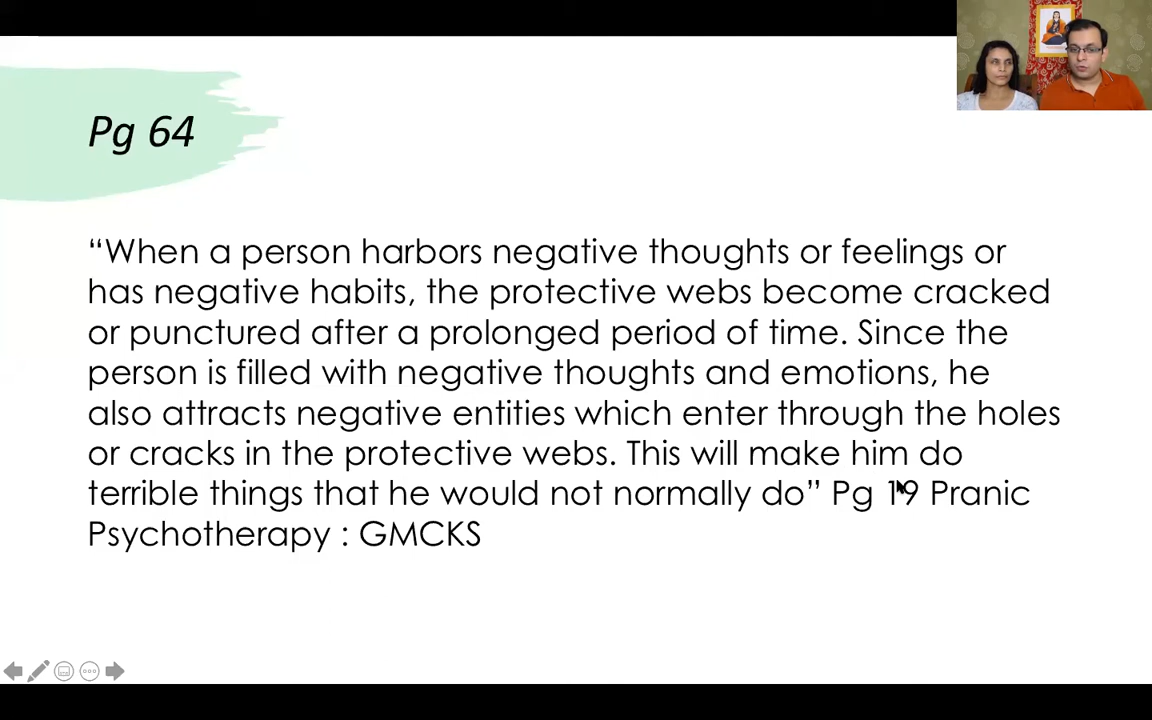 Pg 64
“When a person harbors negative thoughts or feelings or
has negative habits, the protective webs become cracked
or punctured after a prolonged period of time. Since the
person is filled with negative thoughts and emotions, he
also attracts negative entities which enter through the holes
or cracks in the protective webs. This will make him do
terrible things that he would not normally do” Pg 19 Pranic
Psychotherapy : GMCKS